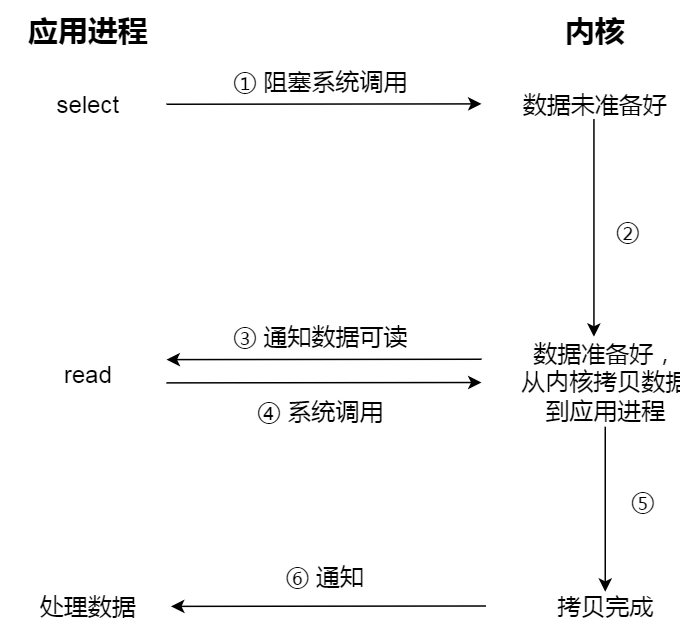 应用进程 内核
① 阻塞系统调用
select 数据未准备好
②
③ 通知数据可读
数据准备好，
read 从内核拷贝数据
④ 系统调用 到应用进程
⑤
⑥ 通知
处理数据 拷贝完成